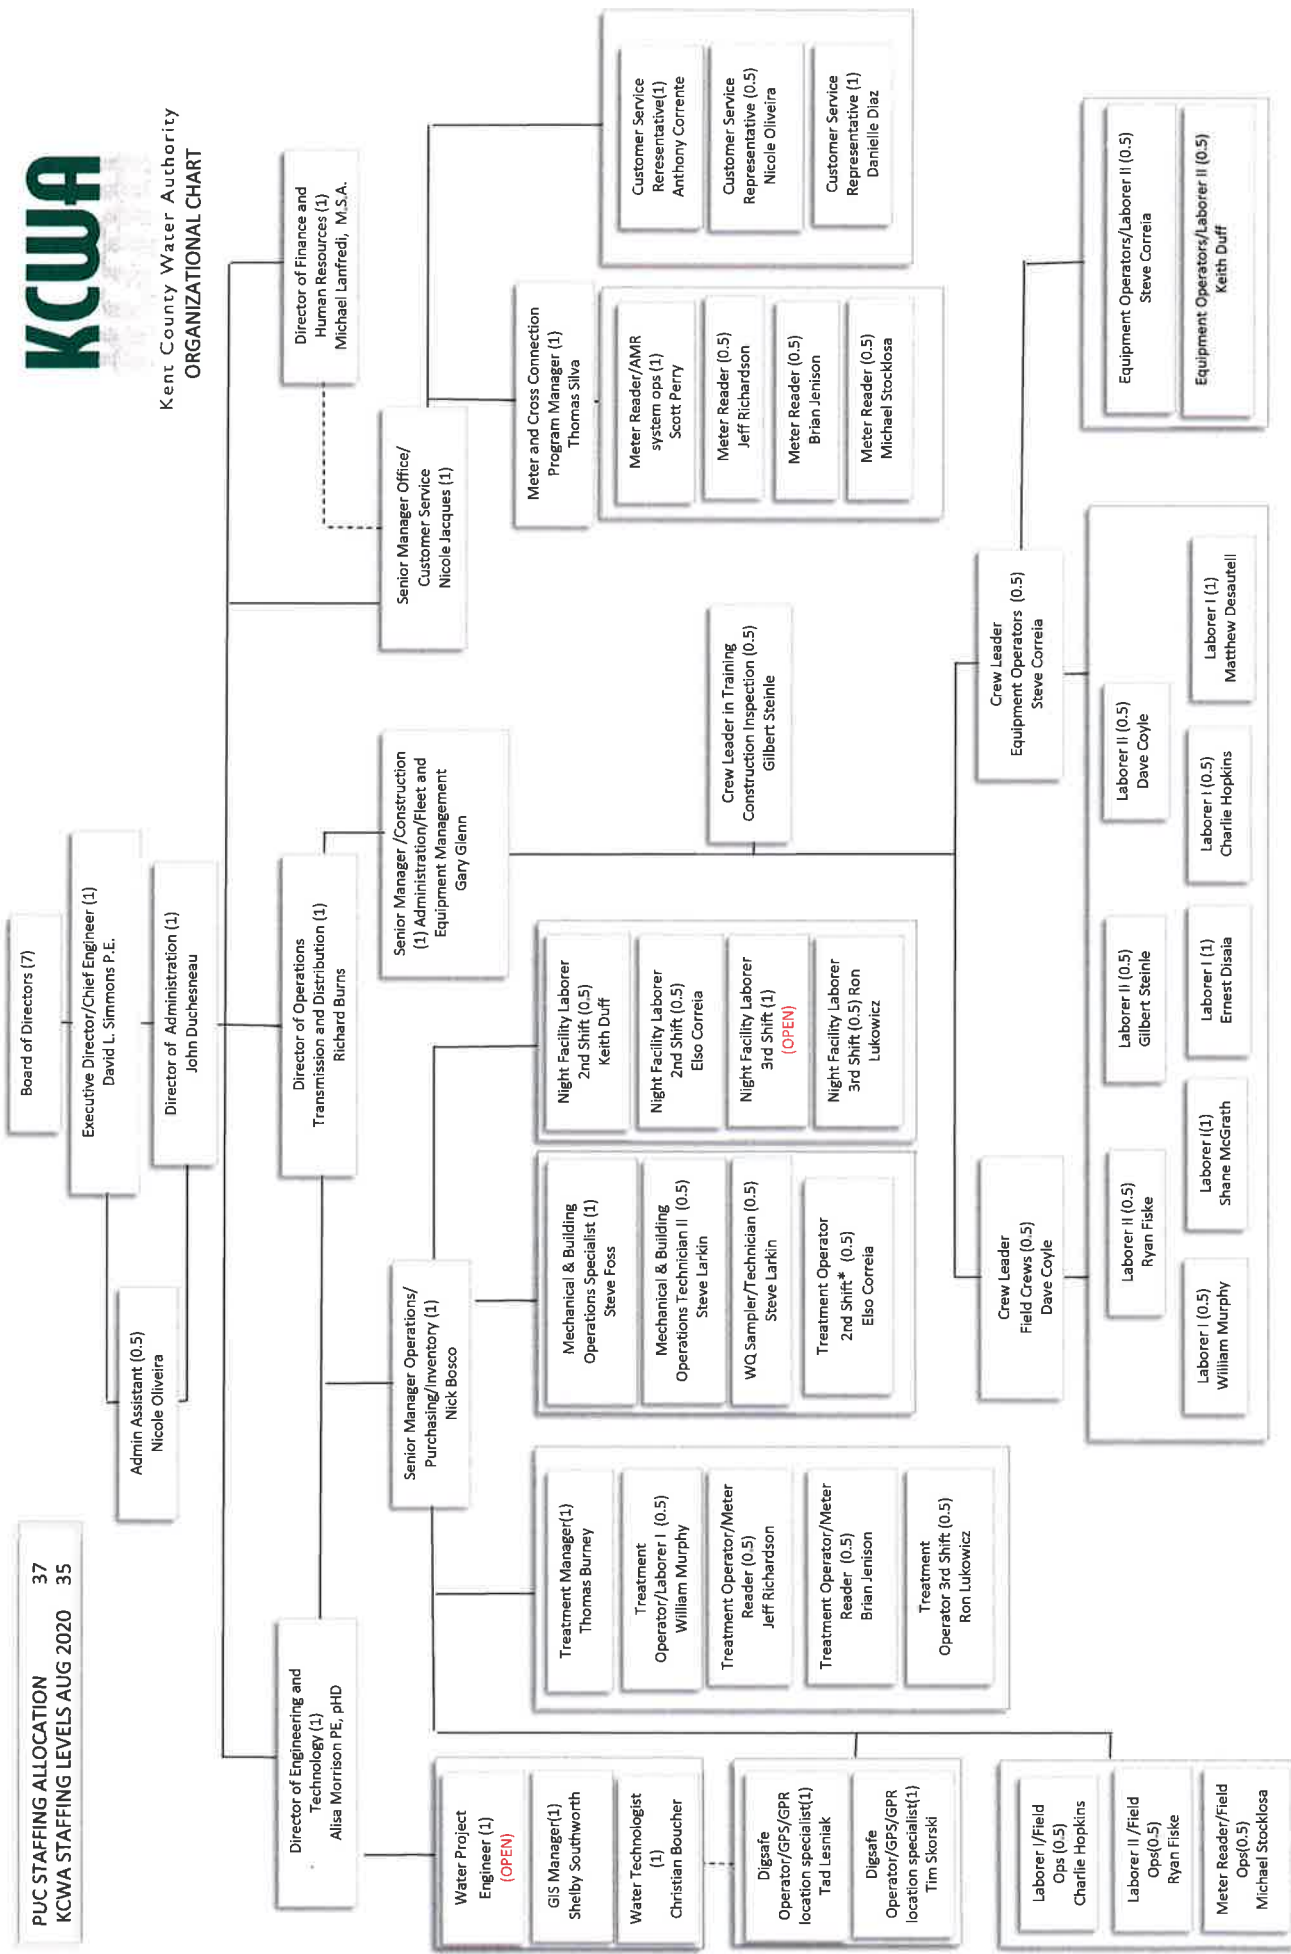 PUC STAFFING ALLOCATION 37
KCWA STAFFING LEVELS AUG 2020 35
KCWA
Kent County Water Authority
ORGANIZATIONAL CHART
Board of Directors (7)
Executive Director/Chief Engineer (1)
David L. Simmons P.E.
Admin Assistant (0.5)
Nicole Oliveira
Director of Administration (1)
John Duchesneau
Director of Engineering and
Technology (1)
Alisa Morrison PE, pHD
Director of Operations
Transmission and Distribution (1)
Richard Burns
Director of Finance and
Human Resources (1)
Michael Lanfredi, M.S.A.
Senior Manager Operations/
Purchasing/Inventory (1)
Nick Bosco
Senior Manager /Construction
(1) Administration/Fleet and
Equipment Management
Gary Glenn
Senior Manager Office/
Customer Service
Nicole Jacques (1)
Water Project
Engineer (1)
(OPEN)
GIS Manager(1)
Shelby Southworth
Water Technologist
(1)
Christian Boucher
Digsafe
Operator/GPS/GPR
location specialist(1)
Tad Lesniak
Digsafe
Operator/GPS/GPR
location specialist(1)
Tim Skorski
Laborer I/Field
Ops (0.5)
Charlie Hopkins
Laborer II /Field
Ops(0.5)
Ryan Fiske
Meter Reader/Field
Ops(0.5)
Michael Stocklosa
Treatment Manager(1)
Thomas Burney
Treatment
Operator/Laborer I (0.5)
William Murphy
Treatment Operator/Meter
Reader (0.5)
Jeff Richardson
Treatment Operator/Meter
Reader (0.5)
Brian Jenison
Treatment
Operator 3rd Shift (0.5)
Ron Lukowicz
Mechanical & Building
Operations Specialist (1)
Steve Foss
Mechanical & Building
Operations Technician II (0.5)
Steve Larkin
WQ Sampler/Technician (0.5)
Steve Larkin
Treatment Operator
2nd Shift* (0.5)
Elso Correia
Night Facility Laborer
2nd Shift (0.5)
Keith Duff
Night Facility Laborer
2nd Shift (0.5)
Elso Correia
Night Facility Laborer
3rd Shift (1)
(OPEN)
Night Facility Laborer
3rd Shift (0.5) Ron
Lukowicz
Crew Leader in Training
Construction Inspection (0.5)
Gilbert Steinle
Meter and Cross Connection
Program Manager (1)
Thomas Silva
Meter Reader/AMR
system ops (1)
Scott Perry
Meter Reader (0.5)
Jeff Richardson
Meter Reader (0.5)
Brian Jenison
Meter Reader (0.5)
Michael Stocklosa
Customer Service
Reresentative(1)
Anthony Corrente
Customer Service
Representative (0.5)
Nicole Oliveira
Customer Service
Representative (1)
Danielle Diaz
Crew Leader
Field Crews (0.5)
Dave Coyle
Crew Leader
Equipment Operators (0.5)
Steve Correia
Laborer II (0.5)
Ryan Fiske
Laborer II (0.5)
Gilbert Steinle
Laborer II (0.5)
Dave Coyle
Laborer I (0.5)
William Murphy
Laborer I(1)
Shane McGrath
Laborer I (1)
Ernest Disaia
Laborer I (0.5)
Charlie Hopkins
Laborer I (1)
Matthew Desautell
Equipment Operators/Laborer II (0.5)
Steve Correia
Equipment Operators/Laborer II (0.5)
Keith Duff